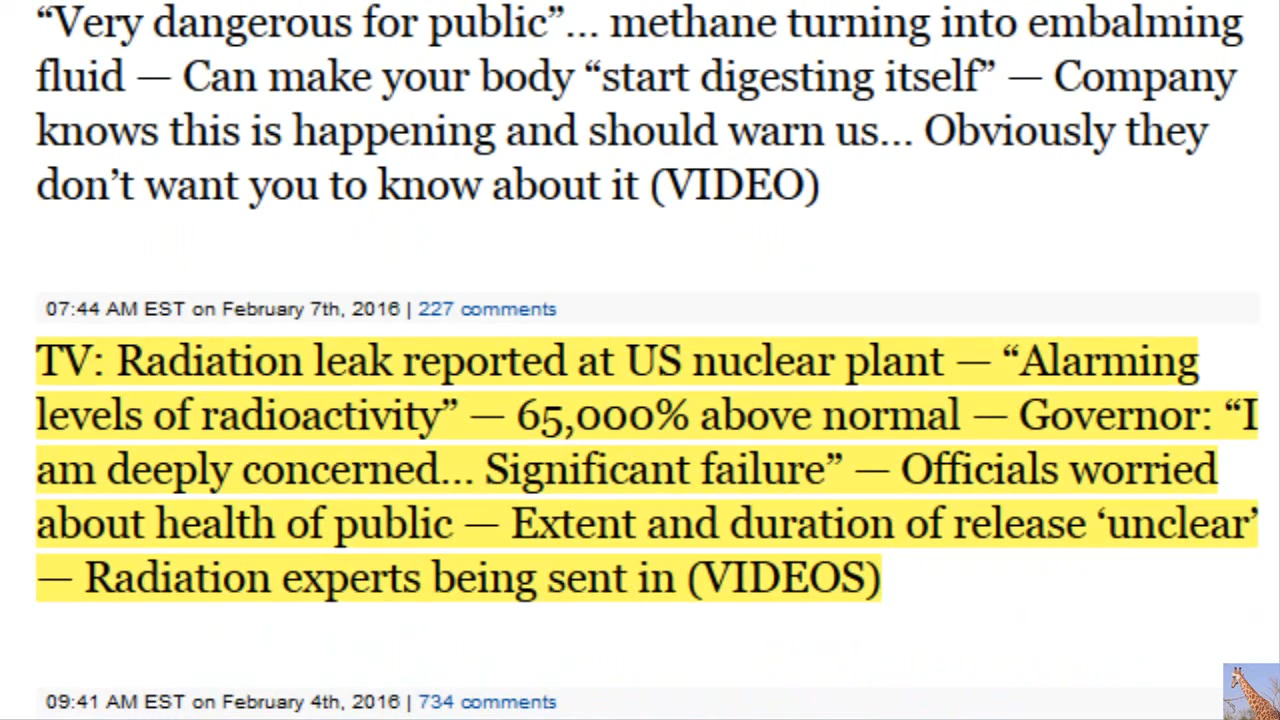 “Very dangerous for public”... methane turning into embalming
fluid — Can make your body “start digesting itself” — Company
knows this is happening and should warn us... Obviously they
don’t want you to know about it (VIDEO)
07:44 AM EST on February 7th, 2016 | 227 comments
TV: Radiation leak reported at US nuclear plant — “Alarming
levels of radioactivity” — 65,000% above normal — Governor: “I
am deeply concerned... Significant failure” — Officials worried
about health of public — Extent and duration of release ‘unclear’
— Radiation experts being sent in (VIDEOS)
09:41 AM EST on February 4th, 2016 | 734 comments